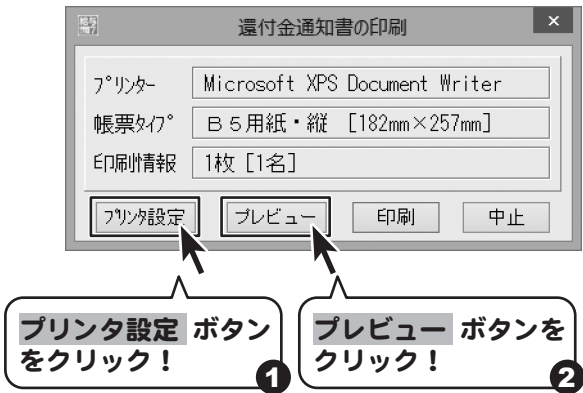 還付金通知書の印刷
×
ﾌﾟﾘﾝﾀｰ Microsoft XPS Document Writer
帳票ﾀｲﾌﾟ B5用紙・縦 [182mm×257mm]
印刷情報 1枚 [1名]
ﾌﾟﾘﾝﾀ設定 プレビュー 印刷 中止
プリンタ設定 ボタン
をクリック！
1
プレビュー ボタンを
クリック！
2